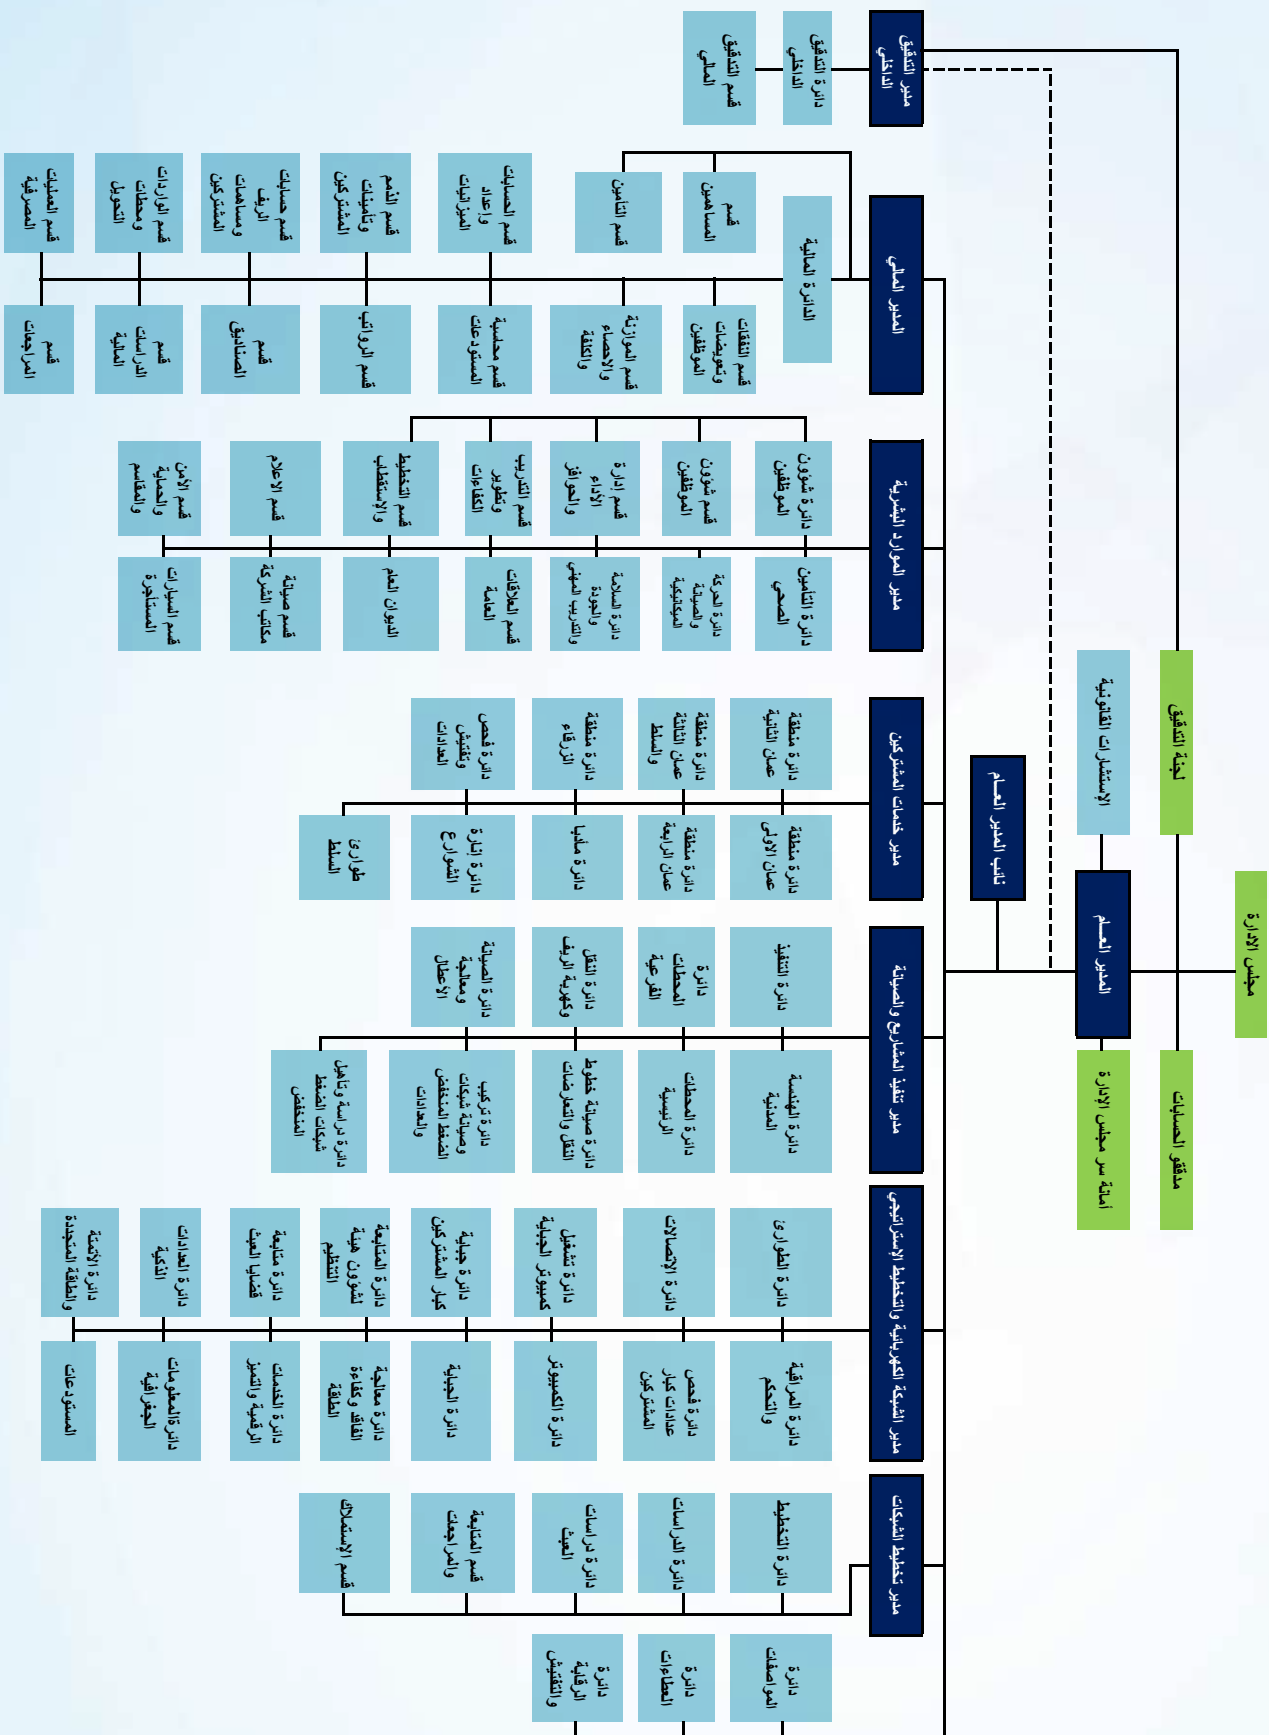 مجلس الادارة
لجنة التدقيق
مدققو الحسابات
الإستشارات القانونية
المديـر العـــام
أمانة سر مجلس الإدارة
نائب المدير العـــام
مدير التدقيق
الداخلي
دائرة التدقيق
الداخلي
قسم التدقيق
المالي
المدير المالي
الدائرة المالية
قسم
المساهمين
قسم التأمين
قسم الحسابات
وإعداد
الميزانيات
قسم الذمم
وتأمينات
المشتركين
قسم حسابات
الريف
ومساهمات
المشتركين
قسم الواردات
ومحطات
التحويل
قسم العمليات
المصرفية
قسم النفقات
وتعويضات
الموظفين
قسم الموازنة
والاحصاء
والكلفة
قسم محاسبة
المستودعات
قسم الرواتب
قسم
الصناديق
قسم
الدراسات
المالية
قسم
المراجعات
مدير الموارد البشرية
دائرة شؤون
الموظفين
قسم شؤون
الموظفين
قسم إدارة
الأداء
والحوافز
قسم التدريب
وتطوير
الكفاءات
قسم التخطيط
والإستقطاب
قسم الاعلام
قسم الأمن
والحماية
والمقاسم
دائرة التأمين
الصحي
دائرة الحركة
والصيانة
الميكانيكية
دائرة السلامة
والجودة
والتدريب المهني
قسم العلاقات
العامة
الديوان العام
قسم صيانة
مكاتب الشركة
قسم السيارات
المستأجرة
مدير خدمات المشتركين
دائرة منطقة
عمان الثانية
دائرة منطقة
عمان الثالثة
والسلط
دائرة منطقة
الزرقاء
دائرة فحص
وتفتيش
العدادات
دائرة منطقة
عمان الاولى
دائرة منطقة
عمان الرابعة
دائرة مأدبا
دائرة إنارة
الشوارع
طوارئ
السلط
مدير تنفيذ المشاريع والصيانة
دائرة التنفيذ
دائرة
المحطات
الفرعية
دائرة النقل
وكهربة الريف
دائرة الصيانة
ومعالجة
الأعطال
دائرة الهندسة
المدنية
دائرة المحطات
الرئيسية
دائرة صيانة خطوط
النقل والتعارضات
دائرة تركيب
وصيانة شبكات
الضغط المنخفض
والعدادات
دائرة دراسة وتأهيل
شبكات الضغط
المنخفض
مدير الشبكة الكهربائية والتخطيط الإستراتيجي
دائرة الطوارئ
دائرة الإتصالات
دائرة تشغيل
كمبيوتر الجباية
دائرة جباية
كبار المشتركين
دائرة المتابعة
لشؤون هيئة
التنظيم
دائرة متابعة
قضايا العبث
دائرة العدادات
الذكية
دائرة الأتمتة
والطاقة المتجددة
دائرة المراقبة
والتحكم
دائرة فحص
عدادات كبار
المشتركين
دائرة الكمبيوتر
دائرة الجباية
دائرة معالجة
الفاقد وكفاءة
الطاقة
دائرة الخدمات
الرقمية والتميز
دائرةالمعلومات
الجغرافية
المستودعات
مدير تخطيط الشبكات
دائرة التخطيط
دائرة الدراسات
دائرة دراسات
العبث
قسم المتابعة
والمراجعات
قسم الإستملاك
دائرة
المواصفات
دائرة
العطاءات
دائرة
الرقابة
والتفتيش